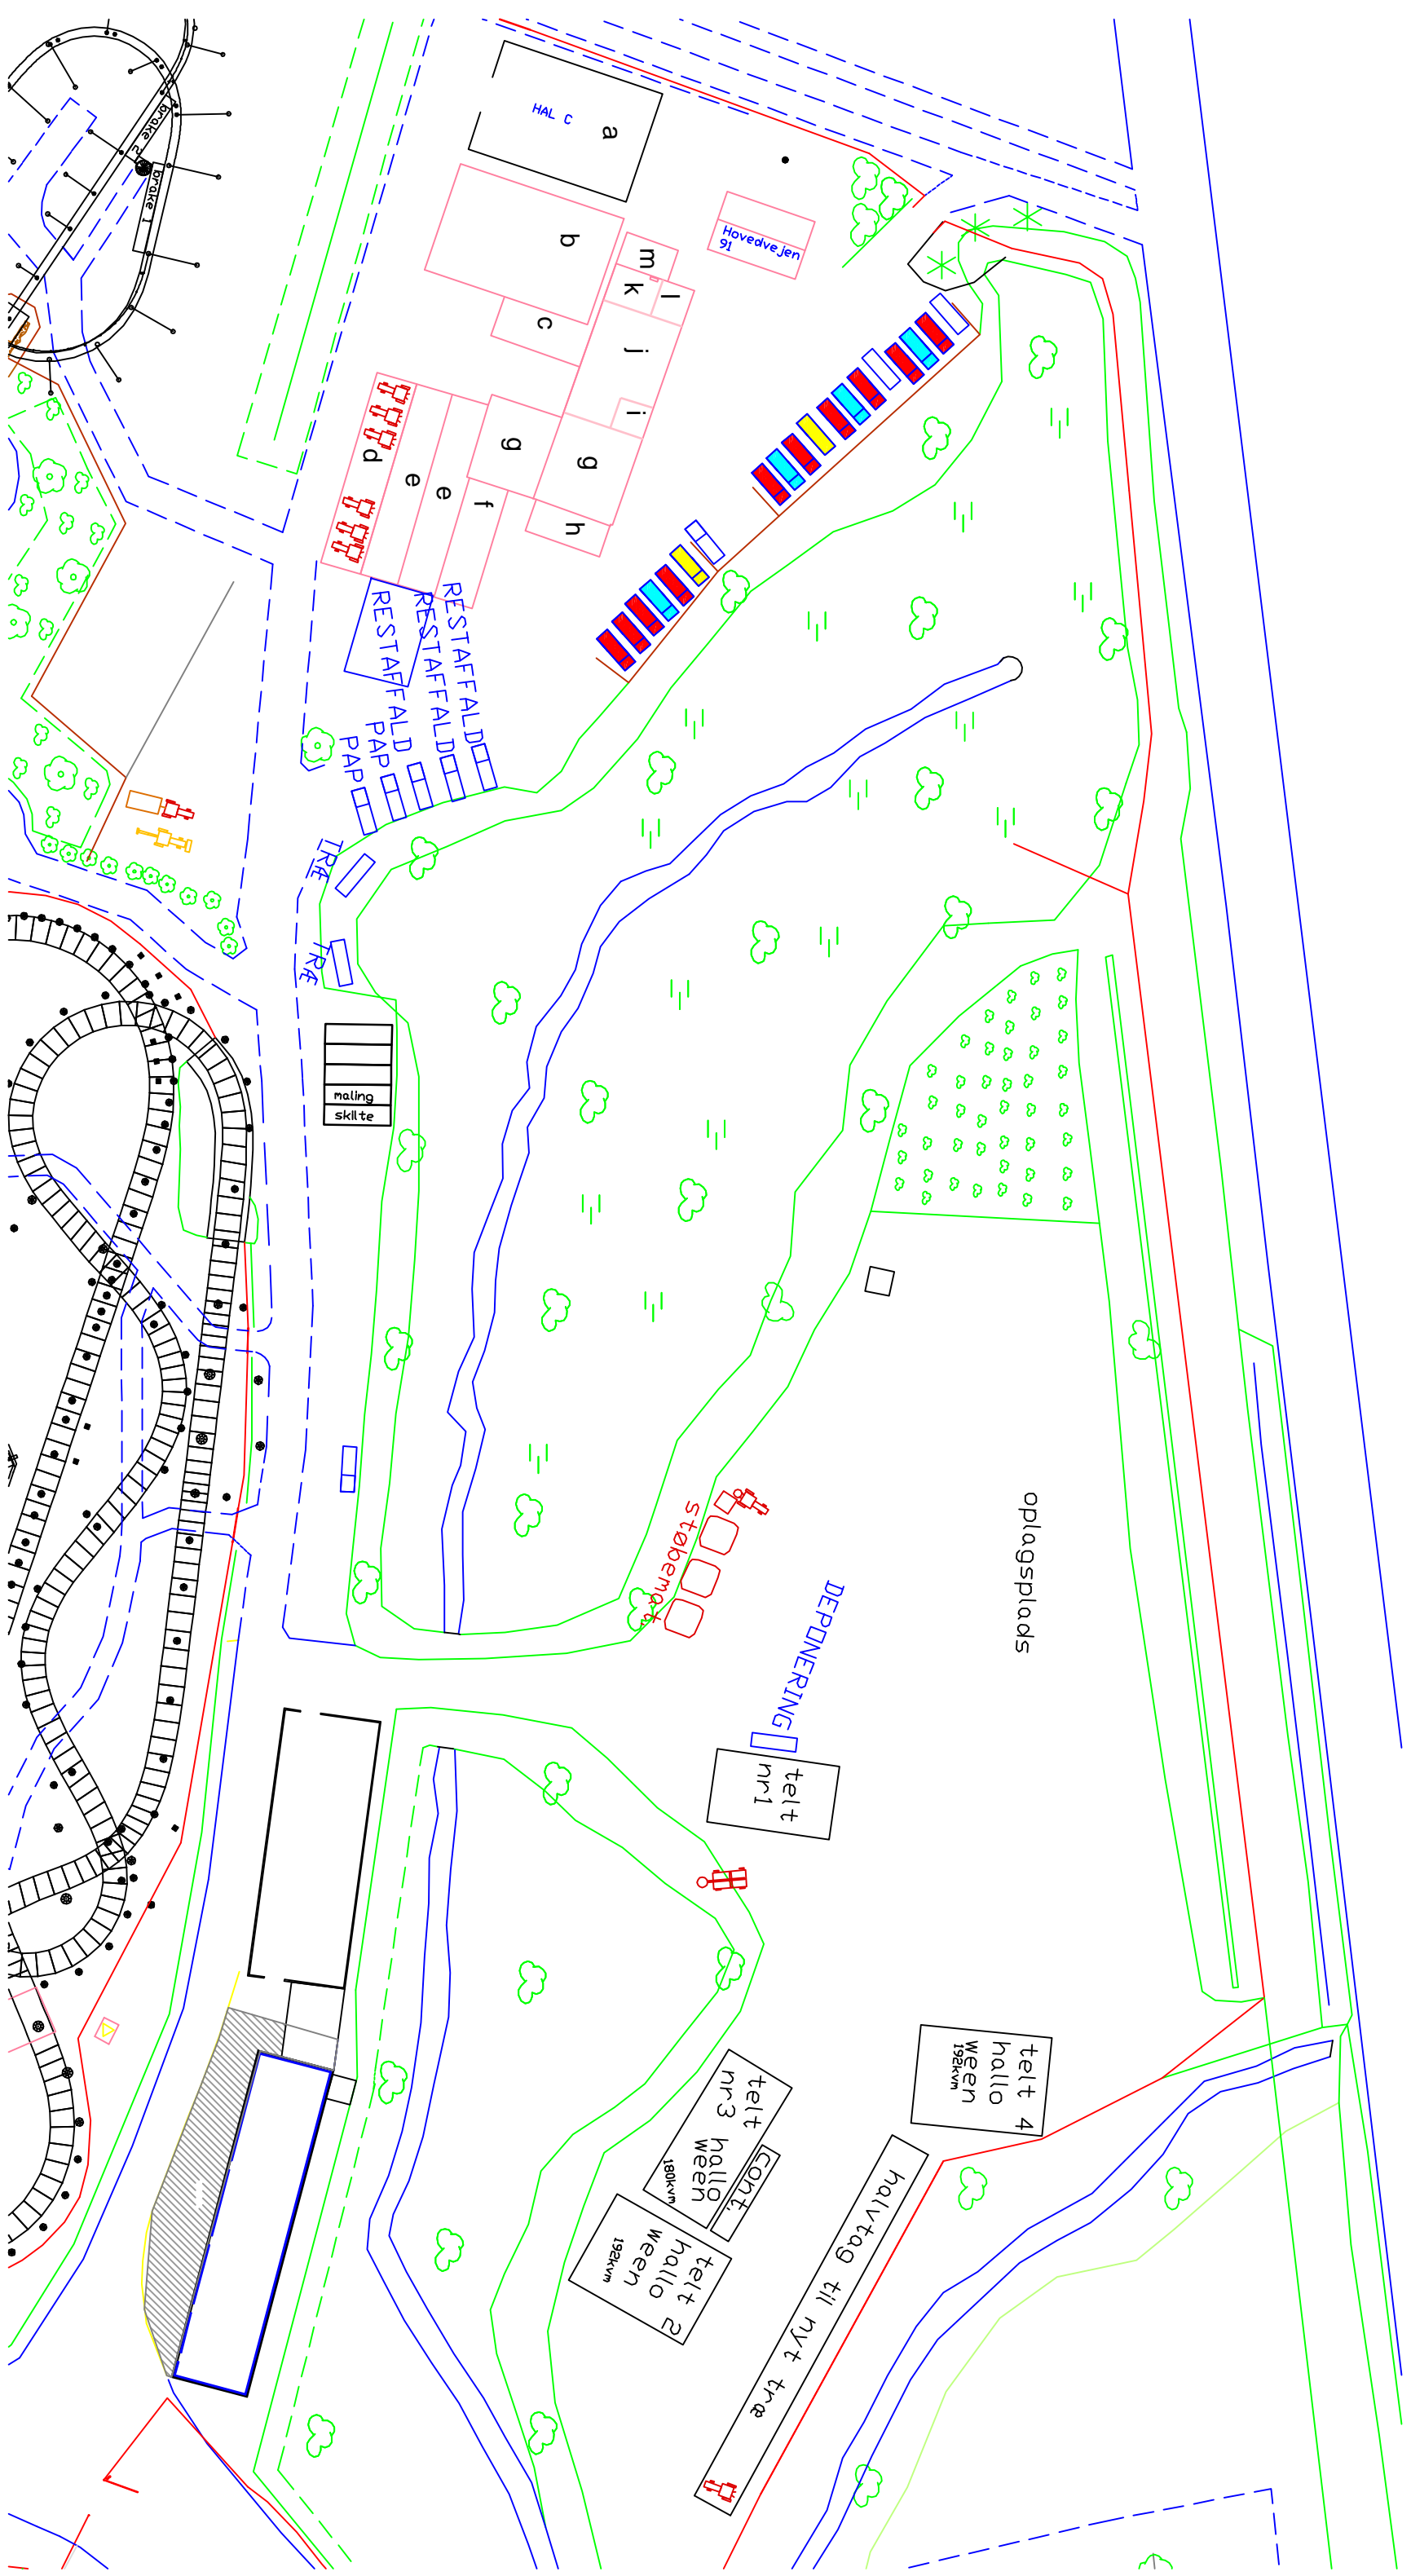 brake 2
brake 1
HAL C
a
b
Hovedvejen
91
m
k
l
c
j
i
d
g
g
e
e
f
h
RESTAFFALD
RESTAFFALD
RESTAFFALD
PAP
PAP
TRÆ
TRÆ
maling
skilte
støbemat.
oplagsplads
DEPONERING
telt
nr1
telt 4
hallo
ween
192kvm
telt
nr3 hallo
ween
180kvm
cont.
telt 2
hallo
ween
192kvm
halvtag til nyt træ